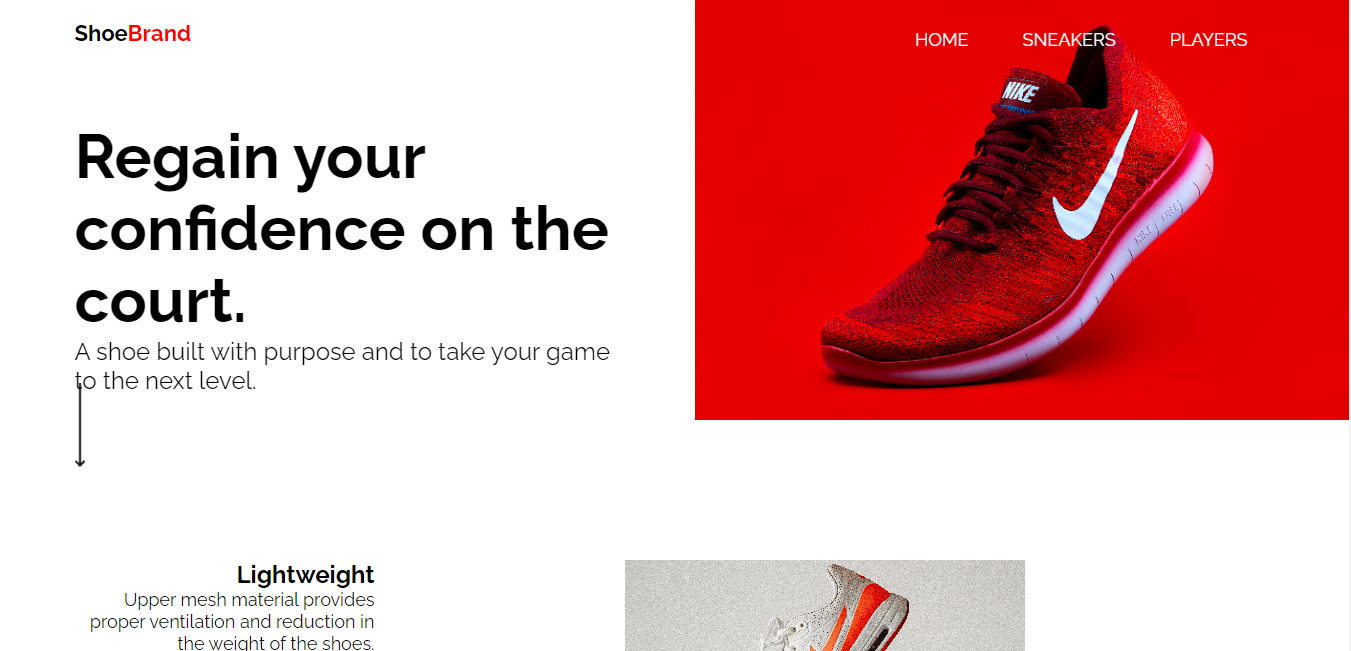 ShoeBrand
HOME SNEAKERS PLAYERS
NIKE
Regain your
confidence on the
court.
A shoe built with purpose and to take your game
to the next level.
NIKE FREE
Lightweight
Upper mesh material provides
proper ventilation and reduction in
the weight of the shoes.